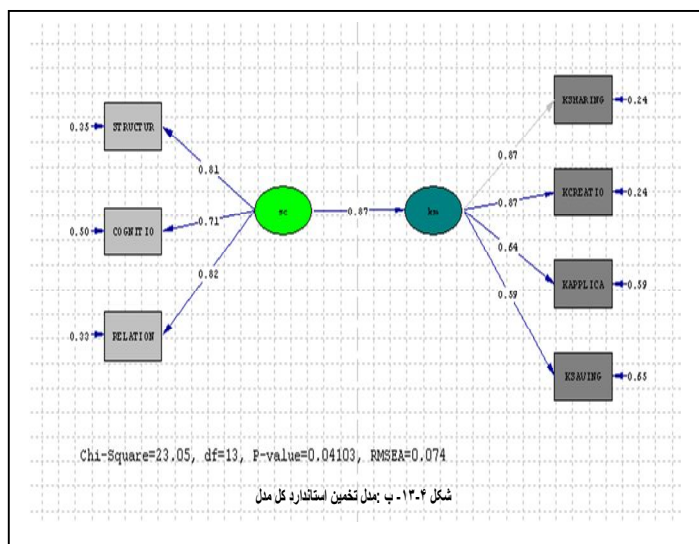 KSHARING
0.24
0.35
STRUCTUR
0.87
0.81
KCREATIO
0.24
0.87
sc
0.87
km
0.71
0.50
COGNITIO
0.64
0.82
KAPPLICA
0.59
0.59
0.33
RELATION
KSAVING
0.65
Chi-Square=23.05, df=13, P-value=0.04103, RMSEA=0.074
شکل ۴-۱۳- ب :مدل تخمین استاندارد کل مدل